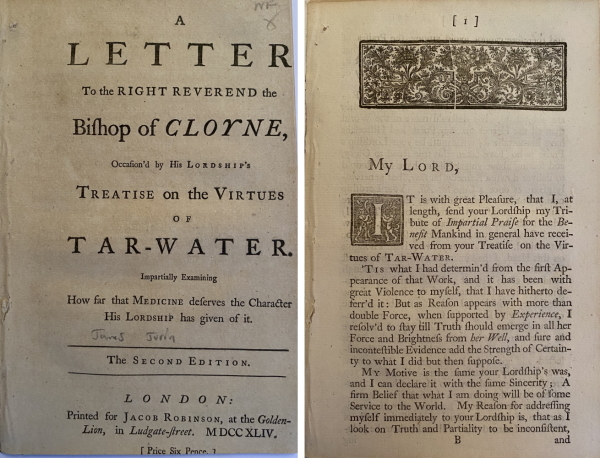 A
LETTER
To the RIGHT REVEREND the
Biſhop of CLOYNE,
Occaſion'd by His LORDSHIP'S
TREATISE on the VIRTUES
OF
TAR-WATER.
Impartially Examining
How far that MEDICINE deſerves the Character
His LORDSHIP has given of it.
The SECOND EDITION.
LONDON:
Printed for JACOB ROBINSON, at the Golden-
Lion, in Ludgate-ſtreet. M DCC XLIV.
[ Price Six Pence. ]
[ 1 ]
My LORD,
IT is with great Pleaſure, that I, at
length, ſend your Lordſhip my Tri-
bute of Impartial Praiſe for the Be-
nefit Mankind in general have recei-
ved from your Treatiſe on the Vir-
tues of TAR-WATER.
'TIS what I had determin'd from the firſt Ap-
pearance of that Work, and it has been with
great Violence to myſelf, that I have hitherto de-
ferr'd it: But as Reaſon appears with more than
double Force, when ſupported by Experience, I
reſolv'd to ſtay till Truth ſhould emerge in all her
Force and Brightneſs from her Well, and ſure and
inconteſtible Evidence add the Strength of Certain-
ty to what I did but then ſuppoſe.
MY Motive is the ſame your Lordſhip's was,
and I can declare it with the ſame Sincerity; A
firm Belief that what I am doing will be of ſome
Service to the World. My Reaſon for addreſſing
myſelf immediately to your Lordſhip is, that as I
look on Truth and Partiality to be inconſiſtent,
B and